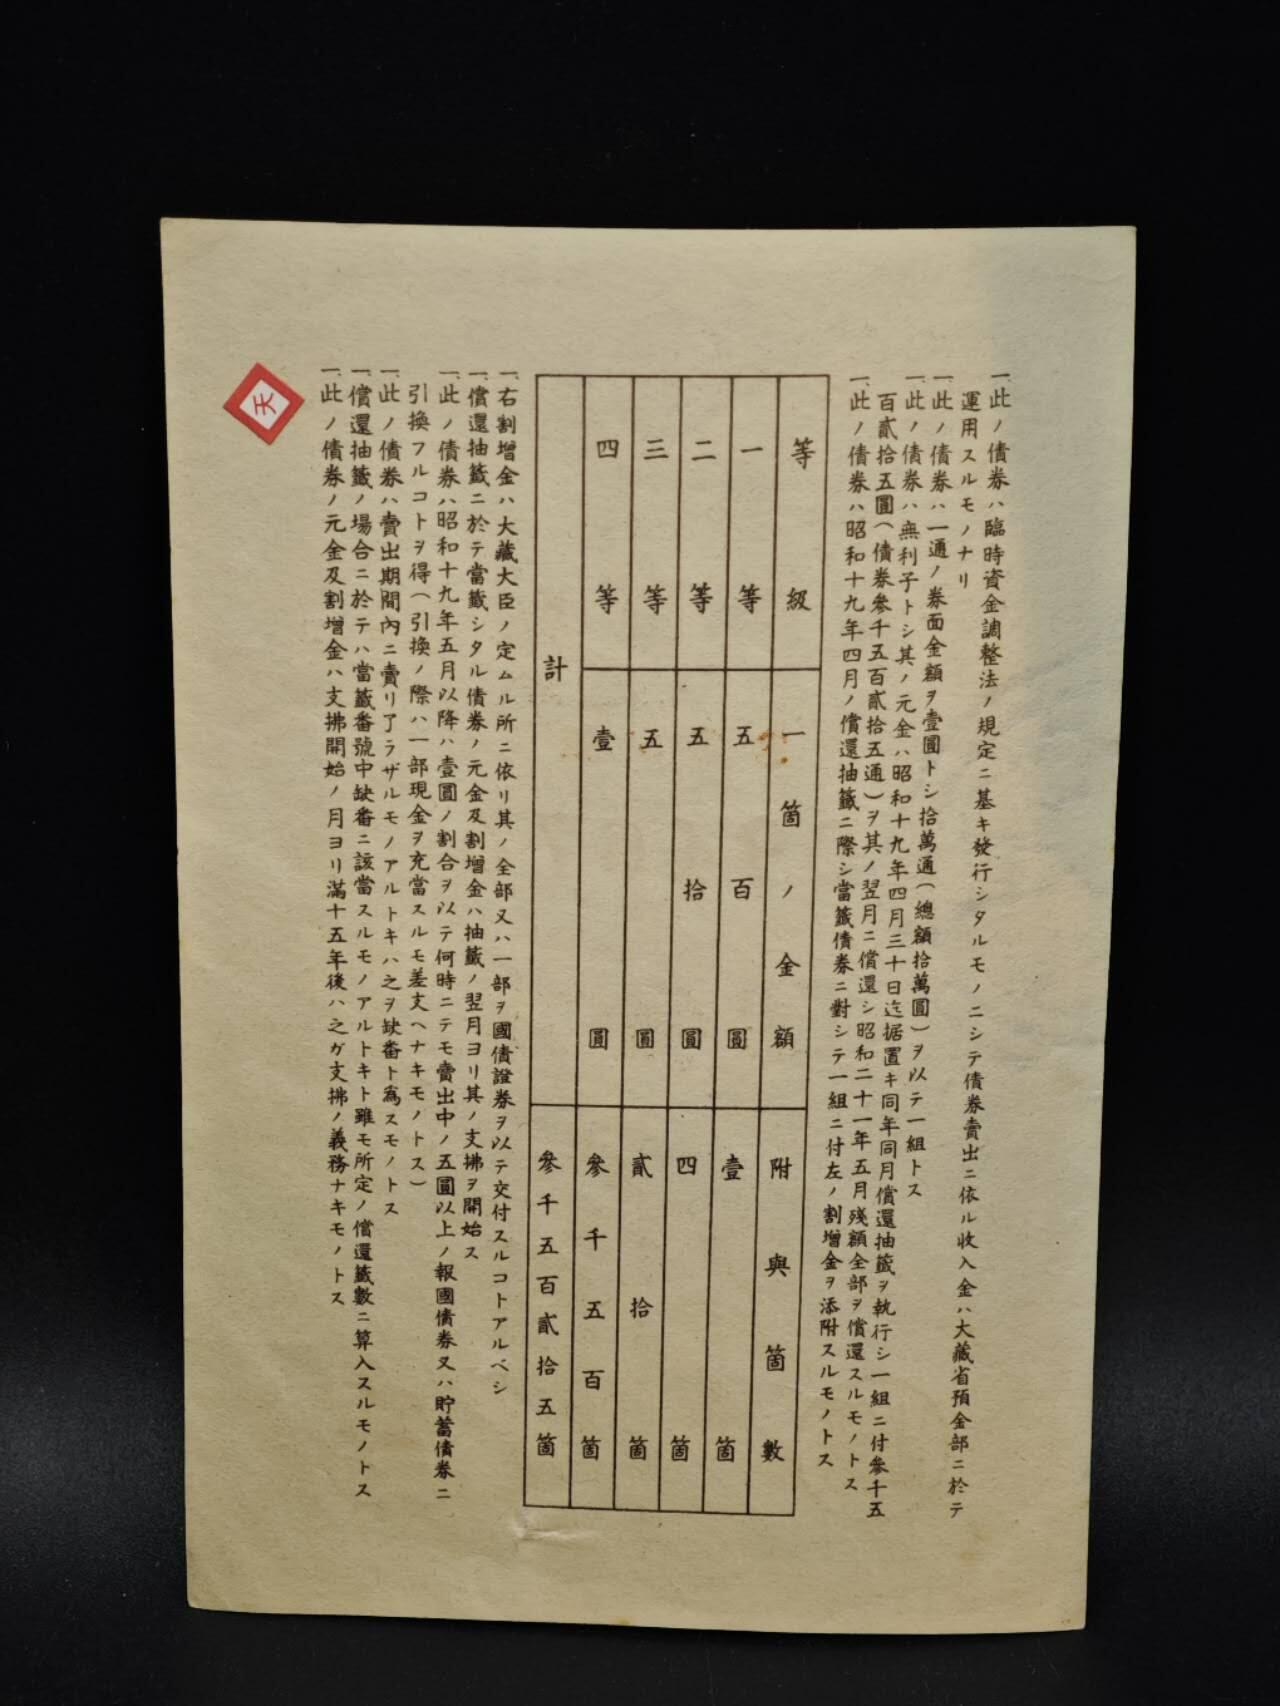 一、此ノ債券ハ臨時資金調整法ノ規定ニ基キ發行シタルモノニシテ債券賣出ニ依ル收入金ハ大藏省預金部ニ於テ
運用スルモノナリ
一、此ノ債券ハ一通ノ券面金額ヲ壹圓トシ拾萬通(總額拾萬圓)ヲ以テ一組トス
一、此ノ債券ハ無利子トシ其ノ元金ハ昭和十九年四月三十日迄据置キ同年同月償還抽籤ヲ執行シ一組ニ付參千五
百貳拾五圓(債券參千五百貳拾五通)ヲ其ノ翌月ニ償還シ昭和二十一年五月殘額全部ヲ償還スルモノトス
一、此ノ債券ハ昭和十九年四月ノ償還抽籤ニ際シ當籤債券ニ對シテ一組ニ付左ノ割增金ヲ添附スルモノトス
等級 一箇ノ金額 附與箇數
一等 五百圓 壹箇
二等 五拾圓 四箇
三等 五圓 貳拾箇
四等 壹圓 參千五百箇
計 參千五百貳拾五箇
一、右割增金ハ大藏大臣ノ定ムル所ニ依リ其ノ全部又ハ一部ヲ國債證券ヲ以テ交付スルコトアルベシ
一、償還抽籤ニ於テ當籤シタル債券ノ元金及割增金ハ抽籤ノ翌月ヨリ其ノ支拂ヲ開始ス
一、此ノ債券ハ昭和十九年五月以降ハ壹圓ノ割合ヲ以テ何時ニテモ賣出中ノ五圓以上ノ報國債券又ハ貯蓄債券ニ
引換フルコトヲ得(引換ノ際ハ一部現金ヲ充當スルモ差支ヘナキモノトス)
一、此ノ債券ハ賣出期間內ニ賣リ了ラザルモノアルトキハ之ヲ缺番ト爲スモノトス
一、償還抽籤ノ場合ニ於テハ當籤番號中缺番ニ該當スルモノアルトキト雖モ所定ノ償還籤數ニ算入スルモノトス
一、此ノ債券ノ元金及割增金ハ支拂開始ノ月ヨリ滿十五年後ハ之ガ支拂ノ義務ナキモノトス
天